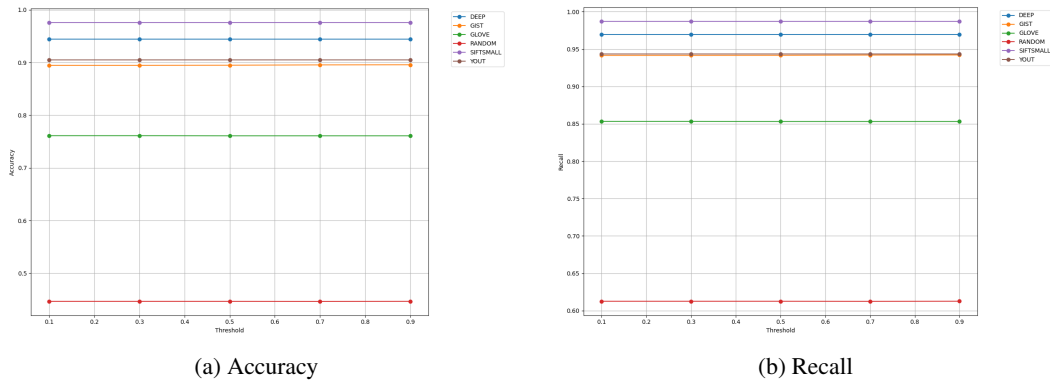 1.0
0.9
0.8
0.7
0.6
0.5
Accuracy
0.1 0.2 0.3 0.4 0.5 0.6 0.7 0.8 0.9
Threshold
DEEP
GIST
GLOVE
RANDOM
SIFTSMALL
YOUT
(a) Accuracy
1.00
0.95
0.90
0.85
0.80
0.75
0.70
0.65
0.60
Recall
0.1 0.2 0.3 0.4 0.5 0.6 0.7 0.8 0.9
Threshold
DEEP
GIST
GLOVE
RANDOM
SIFTSMALL
YOUT
(b) Recall